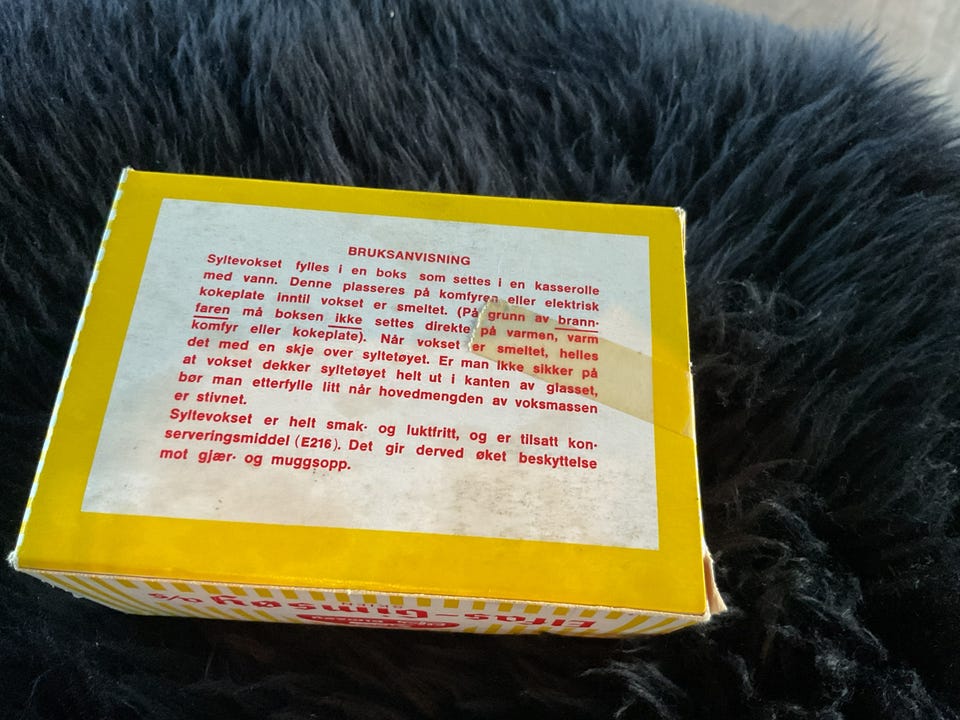 BRUKSANVISNING
Syltevokset fylles i en boks som settes i en kasserolle
med vann. Denne plasseres på komfyren eller elektrisk
kokeplate inntil vokset er smeltet. (På grunn av brann-
faren må boksen ikke settes direkte på varmen, varm
komfyr eller kokeplate). Når vokset er smeltet, helles
det med en skje over syltetøyet. Er man ikke sikker på
at vokset dekker syltetøyet helt ut i kanten av glasset,
bør man etterfylle litt når hovedmengden av voksmassen
er stivnet.
Syltevokset er helt smak- og luktfritt, og er tilsatt kon-
serveringsmiddel (E216). Det gir derved øket beskyttelse
mot gjær- og muggsopp.
-Gimsøy